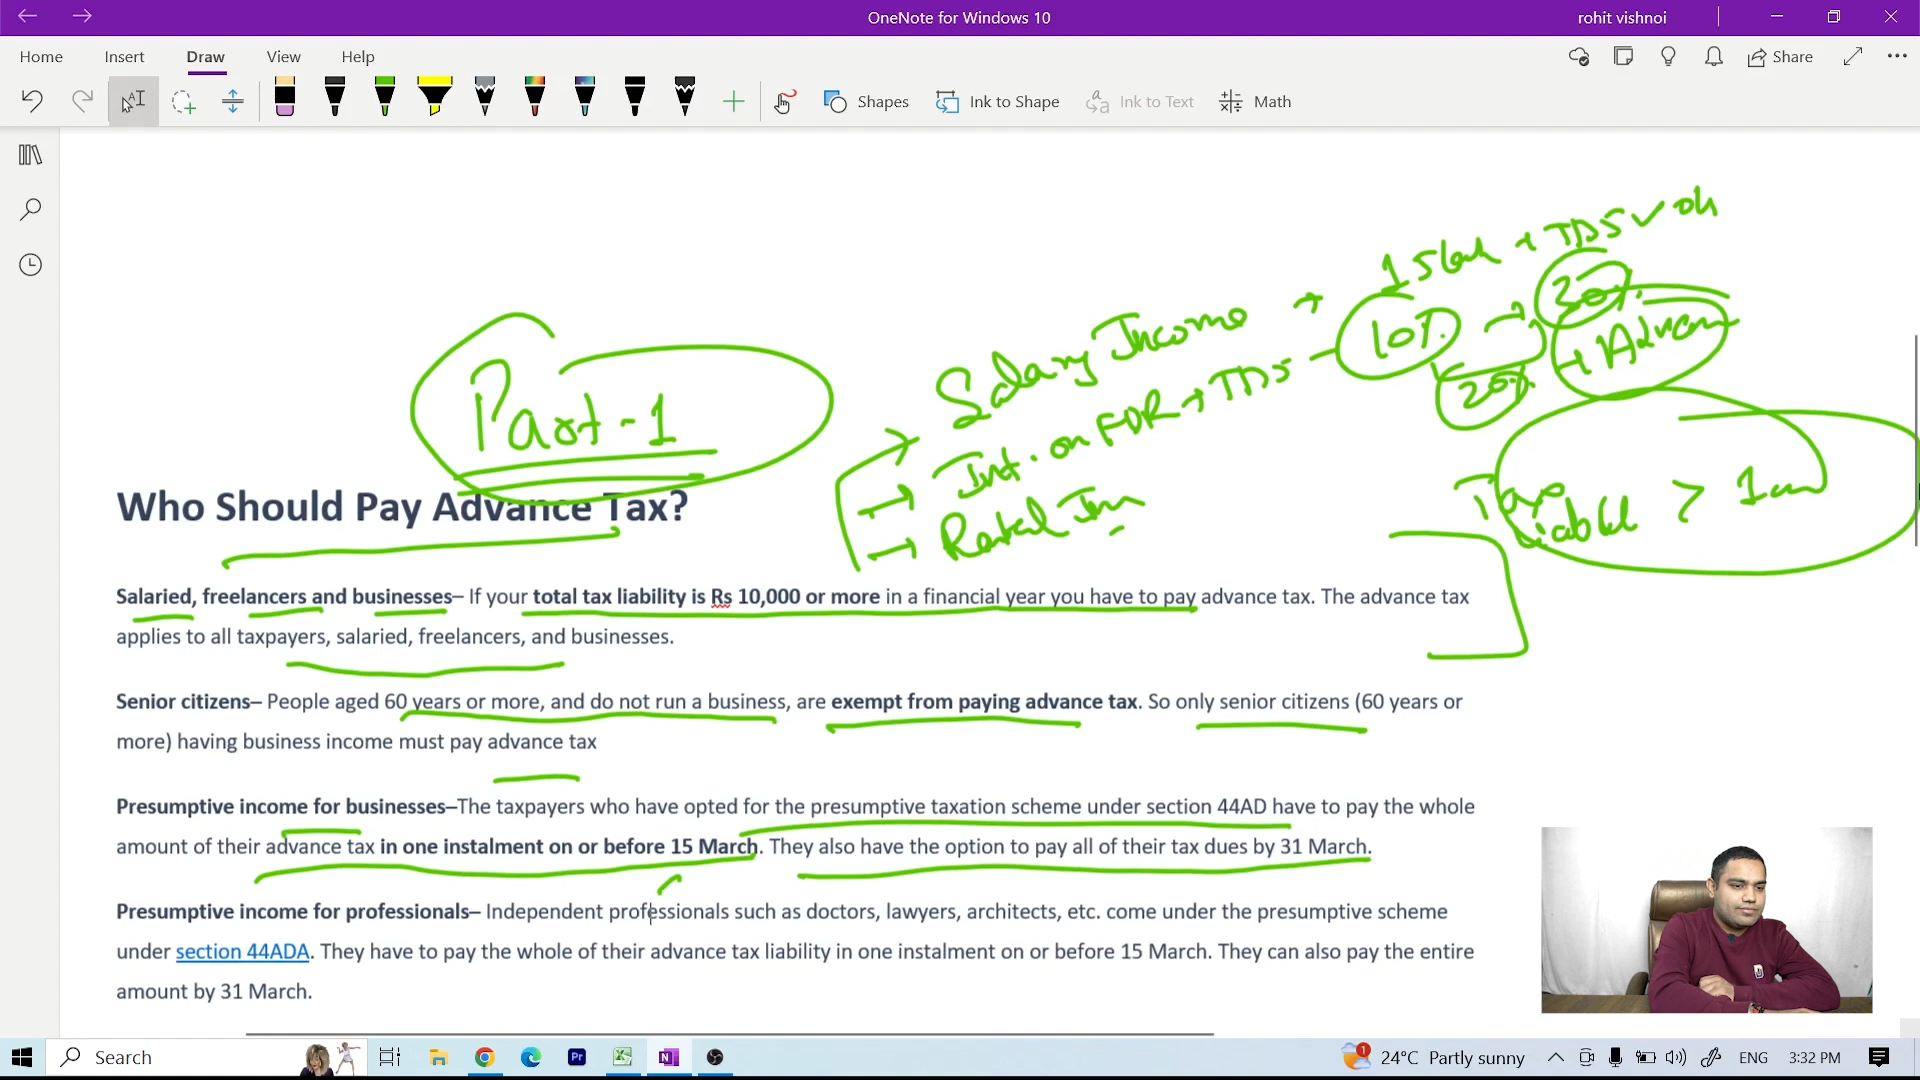 OneNote for Windows 10
rohit vishnoi
Home Insert Draw View Help
Share
Shapes Ink to Shape Ink to Text Math
Part-1
15 lakh + TDS ✓ oh
Salary Income → 10% → 30%
Int. on FDR → TDS - 20% + Advan
Rental Inm
Tax
liable > 10000
Who Should Pay Advance Tax?
Salaried, freelancers and businesses– If your total tax liability is Rs 10,000 or more in a financial year you have to pay advance tax. The advance tax
applies to all taxpayers, salaried, freelancers, and businesses.
Senior citizens– People aged 60 years or more, and do not run a business, are exempt from paying advance tax. So only senior citizens (60 years or
more) having business income must pay advance tax
Presumptive income for businesses–The taxpayers who have opted for the presumptive taxation scheme under section 44AD have to pay the whole
amount of their advance tax in one instalment on or before 15 March. They also have the option to pay all of their tax dues by 31 March.
Presumptive income for professionals– Independent professionals such as doctors, lawyers, architects, etc. come under the presumptive scheme
under section 44ADA. They have to pay the whole of their advance tax liability in one instalment on or before 15 March. They can also pay the entire
amount by 31 March.
Search
24°C Partly sunny
ENG 3:32 PM